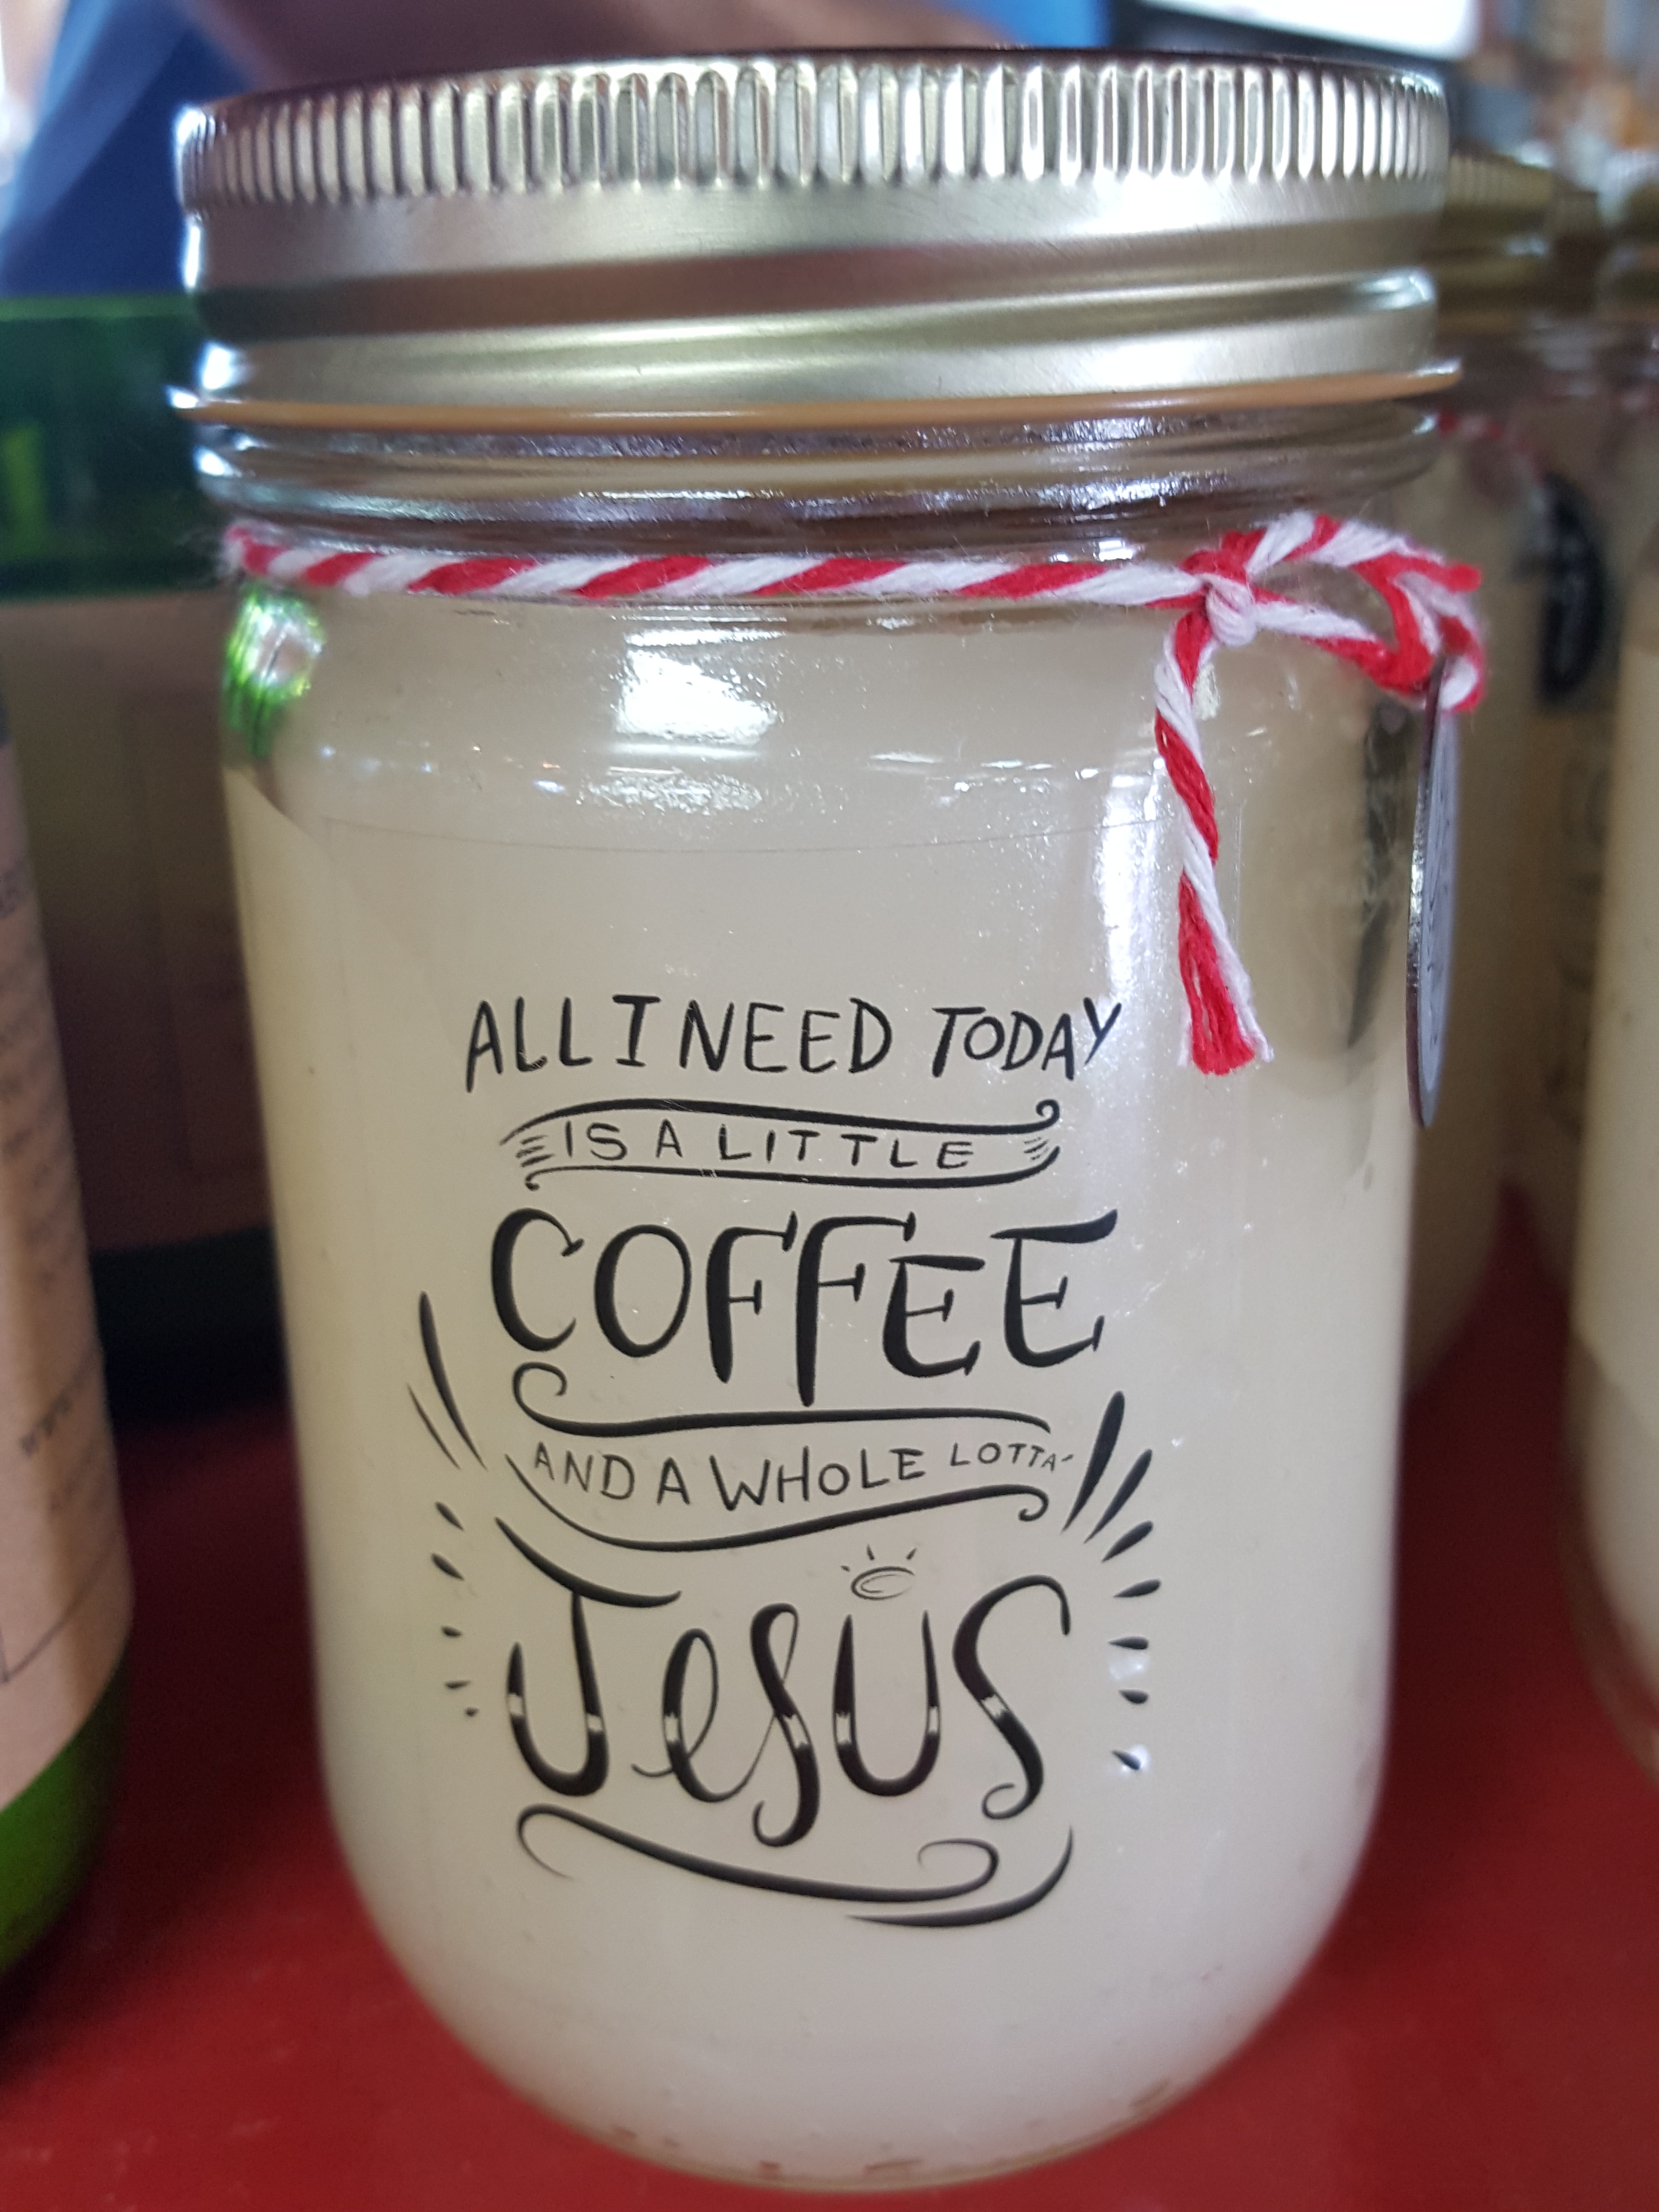 ALL I NEED TODAY
IS A LITTLE
COFFEE
AND A WHOLE LOTTA
JESUS